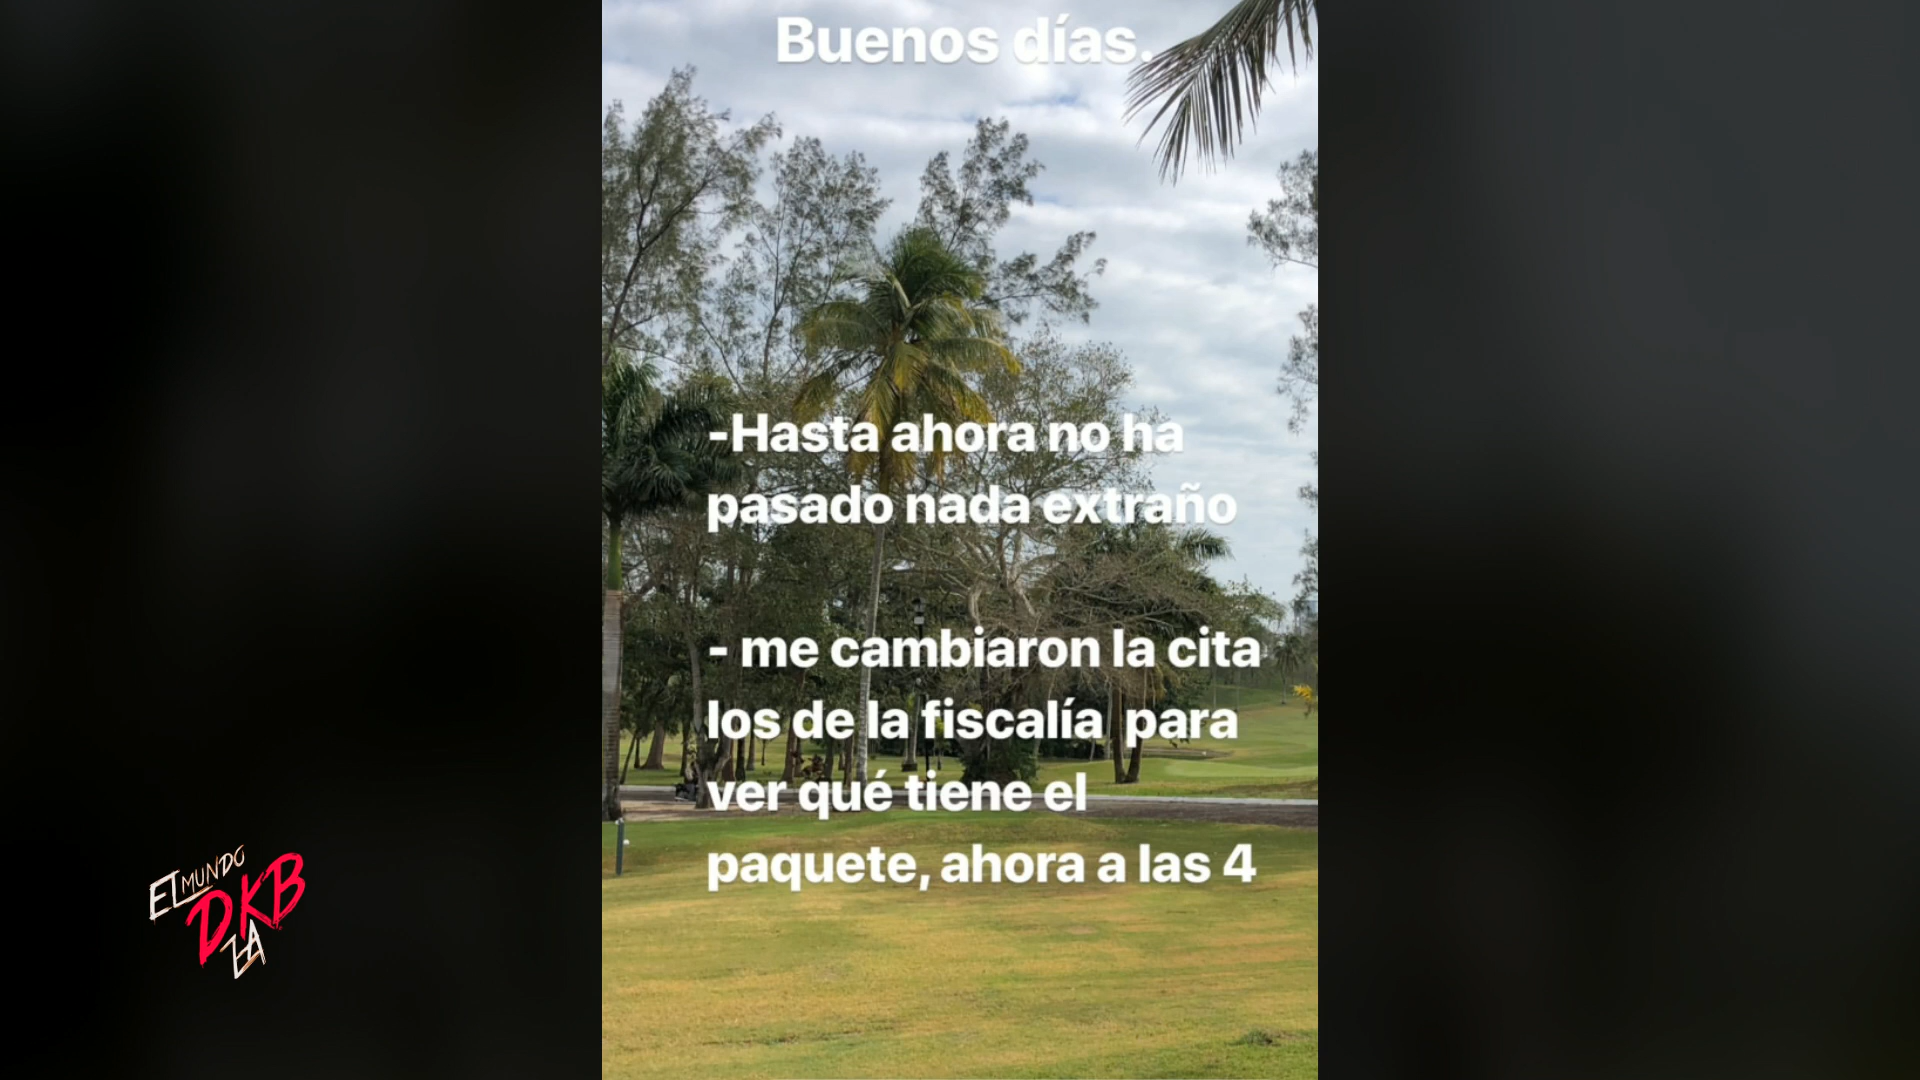 Buenos días.
-Hasta ahora no ha
pasado nada extraño
- me cambiaron la cita
los de la fiscalía para
ver qué tiene el
paquete, ahora a las 4
EL MUNDO
DKB
ZA